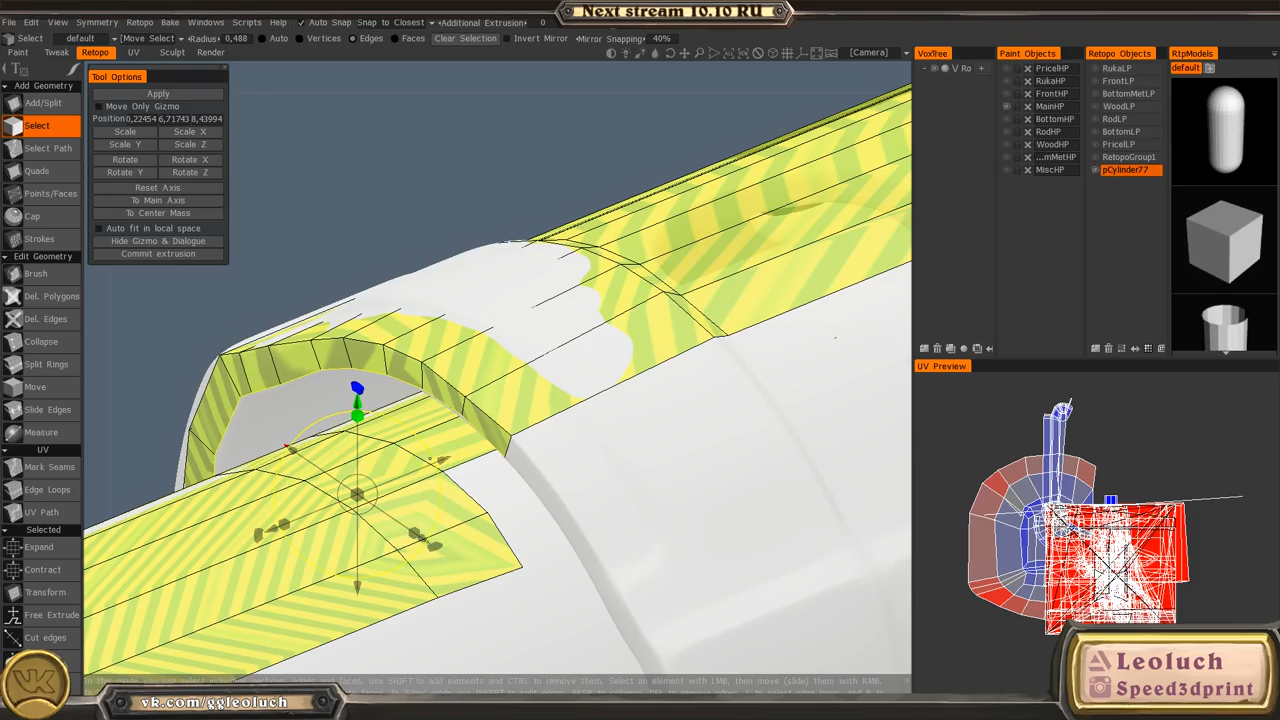 Next stream 10.10 RU
File Edit View Symmetry Retopo Bake Windows Scripts Help Auto Snap Snap to Closest Additional Extrusion 0
Select default [Move Select] Radius: 0,488 Auto Vertices Edges Faces Clear Selection Invert Mirror Mirror Snapping: 40%
Paint Tweak Retopo UV Sculpt Render [Camera]
VoxTree Paint Objects Retopo Objects RtpModels
V Ro +
default
Tool Options
Apply
Move Only Gizmo
Position 0,22454 6,71743 8,43994
Scale Scale X
Scale Y Scale Z
Rotate Rotate X
Rotate Y Rotate Z
Reset Axis
To Main Axis
To Center Mass
Auto fit in local space
Hide Gizmo & Dialogue
Commit extrusion
Add Geometry
Add/Split
Select
Select Path
Quads
Points/Faces
Cap
Strokes
Edit Geometry
Brush
Del. Polygons
Del. Edges
Collapse
Split Rings
Move
Slide Edges
Measure
UV
Mark Seams
Edge Loops
UV Path
Selected
Expand
Contract
Transform
Free Extrude
Cut edges
PricelHP
RukaHP
FrontHP
MainHP
BottomHP
RodHP
WoodHP
...mMetHP
MiscHP
RukaLP
FrontLP
BottomMetLP
WoodLP
RodLP
BottomLP
PricelLP
RetopoGroup1
pCylinder77
UV Preview
VK
vk.com/ggleoluch
Leoluch
Speed3dprint